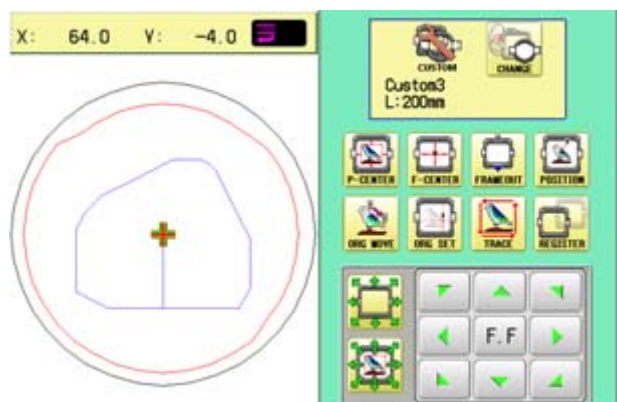 X: 64.0 Y: -4.0
CUSTOM CHANGE
Custom3
L:200mm
P-CENTER F-CENTER FRAMEOUT POSITION
ORG MOVE ORG SET TRACE REGISTER
F.F